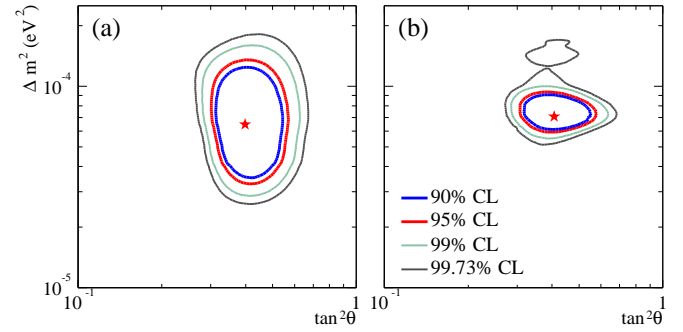 (a)
(b)
Δ m² (eV²)
10⁻⁴
10⁻⁵
90% CL
95% CL
99% CL
99.73% CL
10⁻¹
1
10⁻¹
1
tan²θ
tan²θ